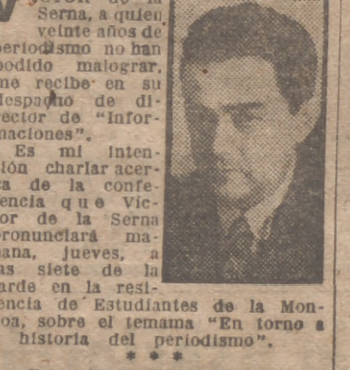 de la
Serna, a quien
veinte años de
periodismo no han
podido malograr,
me recibe en su
despacho de di-
rector de "Infor-
maciones".
Es mi inten-
ción charlar acer-
ca de la confe-
rencia que Víc-
tor de la Serna
pronunciará ma-
ñana, jueves, a
las siete de la
tarde en la resi-
dencia de Estudiantes de la Mon-
cloa, sobre el temama "En torno a
historia del periodismo".
* * *